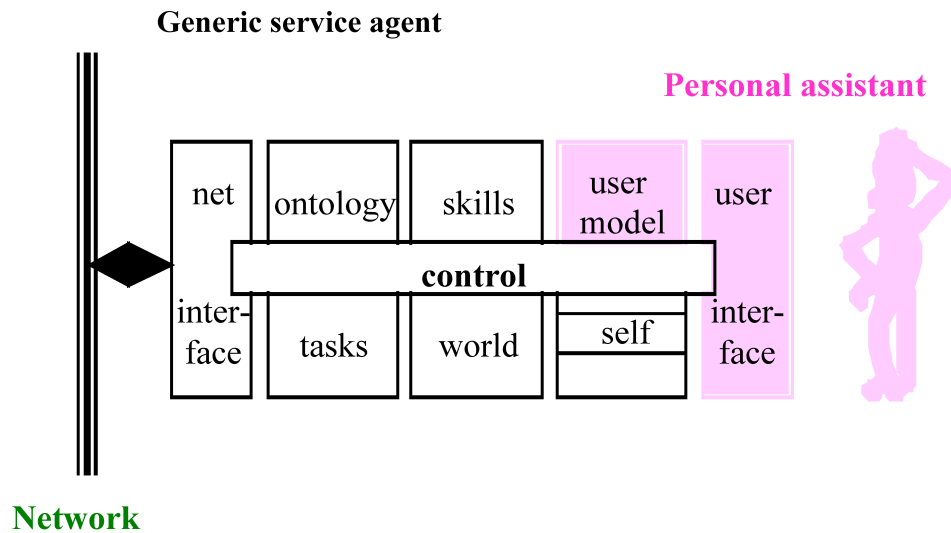 Generic service agent
Personal assistant
net
inter-
face
ontology
skills
user
model
user
inter-
face
control
tasks
world
self
Network